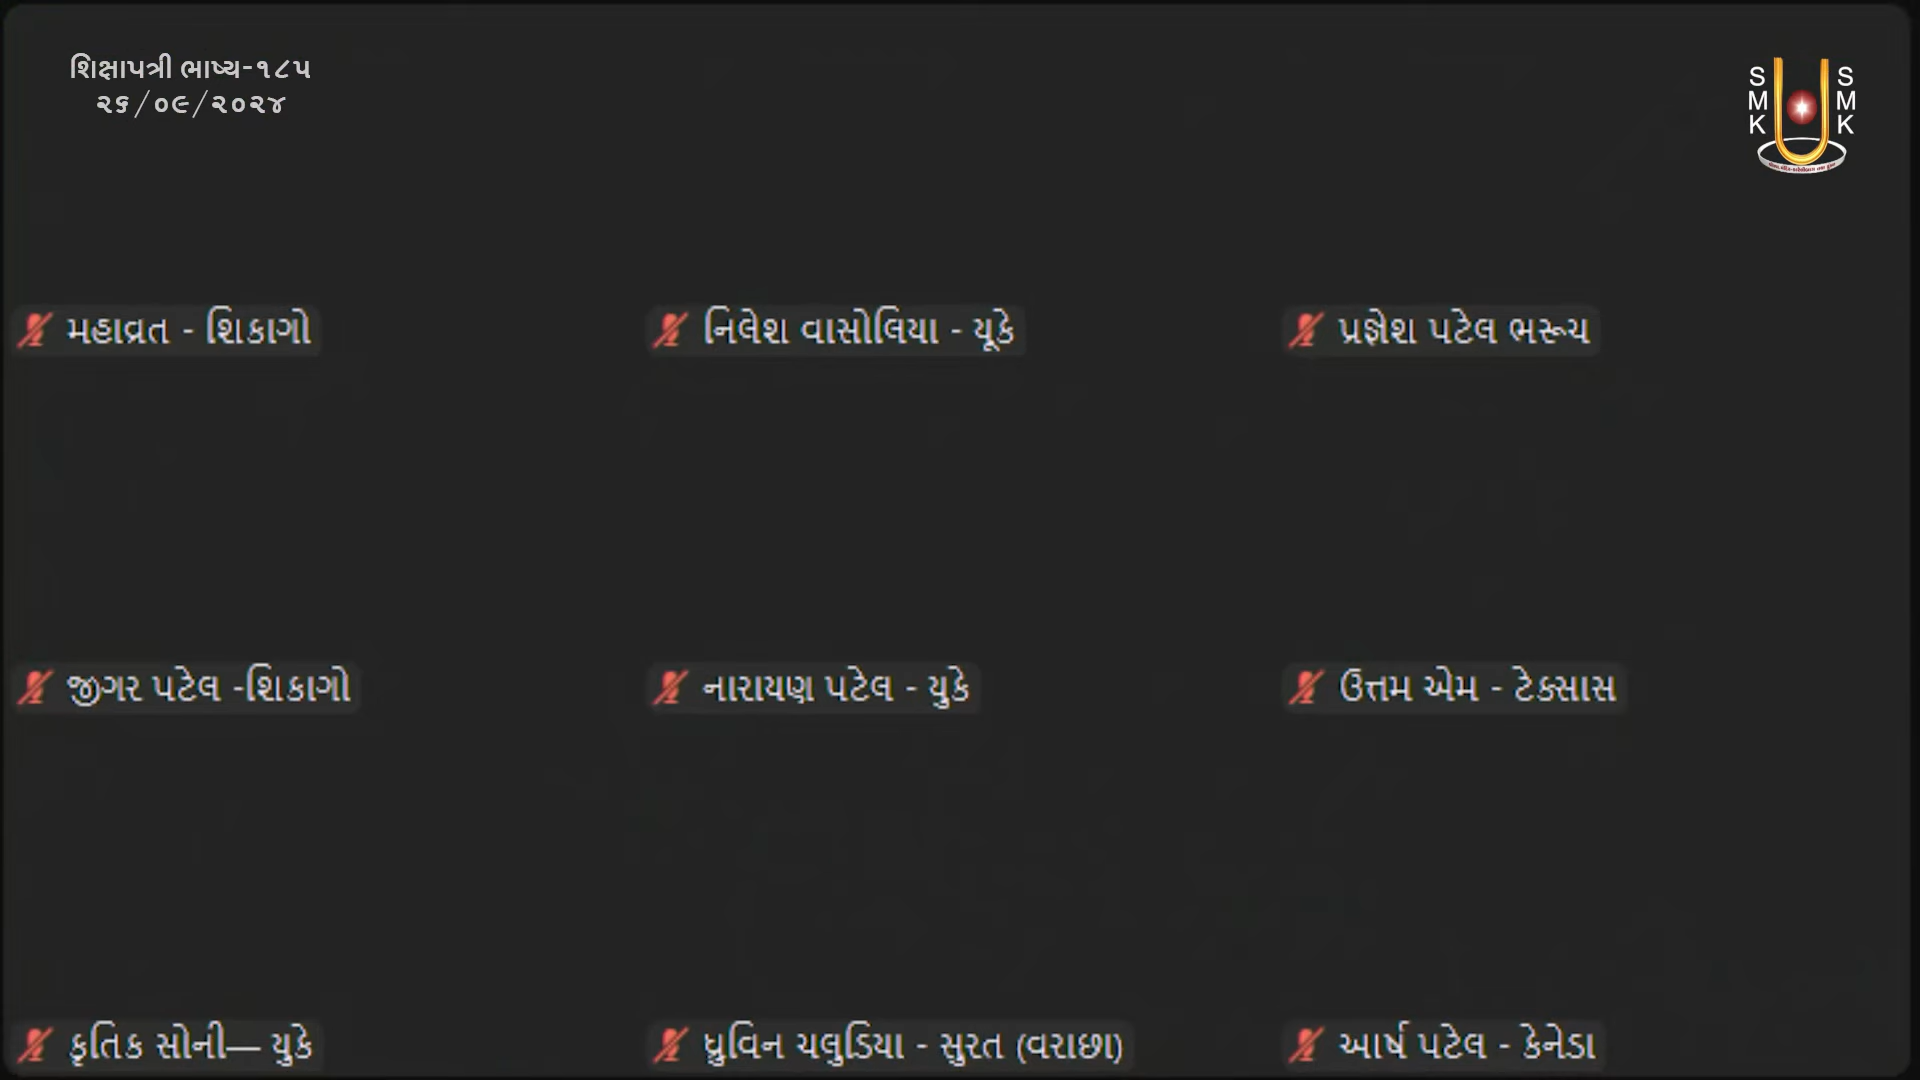 શિક્ષાપત્રી ભાષ્ય-૧૮૫
૨૬/૦૯/૨૦૨૪
S
M
K
S
M
K
મહાવ્રત - શિકાગો
નિલેશ વાસોલિયા - યૂકે
પ્રજ્ઞેશ પટેલ ભરૂચ
જીગર પટેલ -શિકાગો
નારાયણ પટેલ - યુકે
ઉત્તમ એમ - ટેક્સાસ
કૃતિક સોની— યુકે
ધ્રુવિન ચલુડિયા - સુરત (વરાછા)
આર્ષ પટેલ - કેનેડા